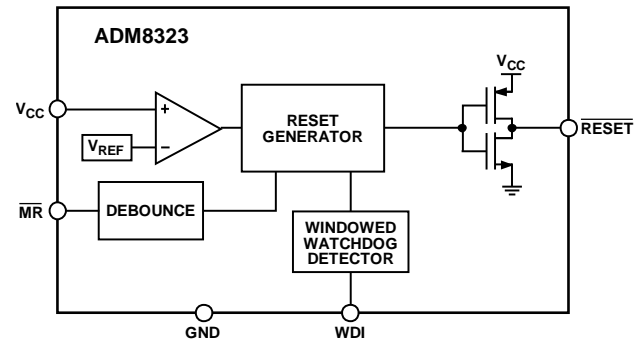 ADM8323
VCC
VCC
+
RESET
GENERATOR
RESET
VREF
−
MR
DEBOUNCE
WINDOWED
WATCHDOG
DETECTOR
GND
WDI